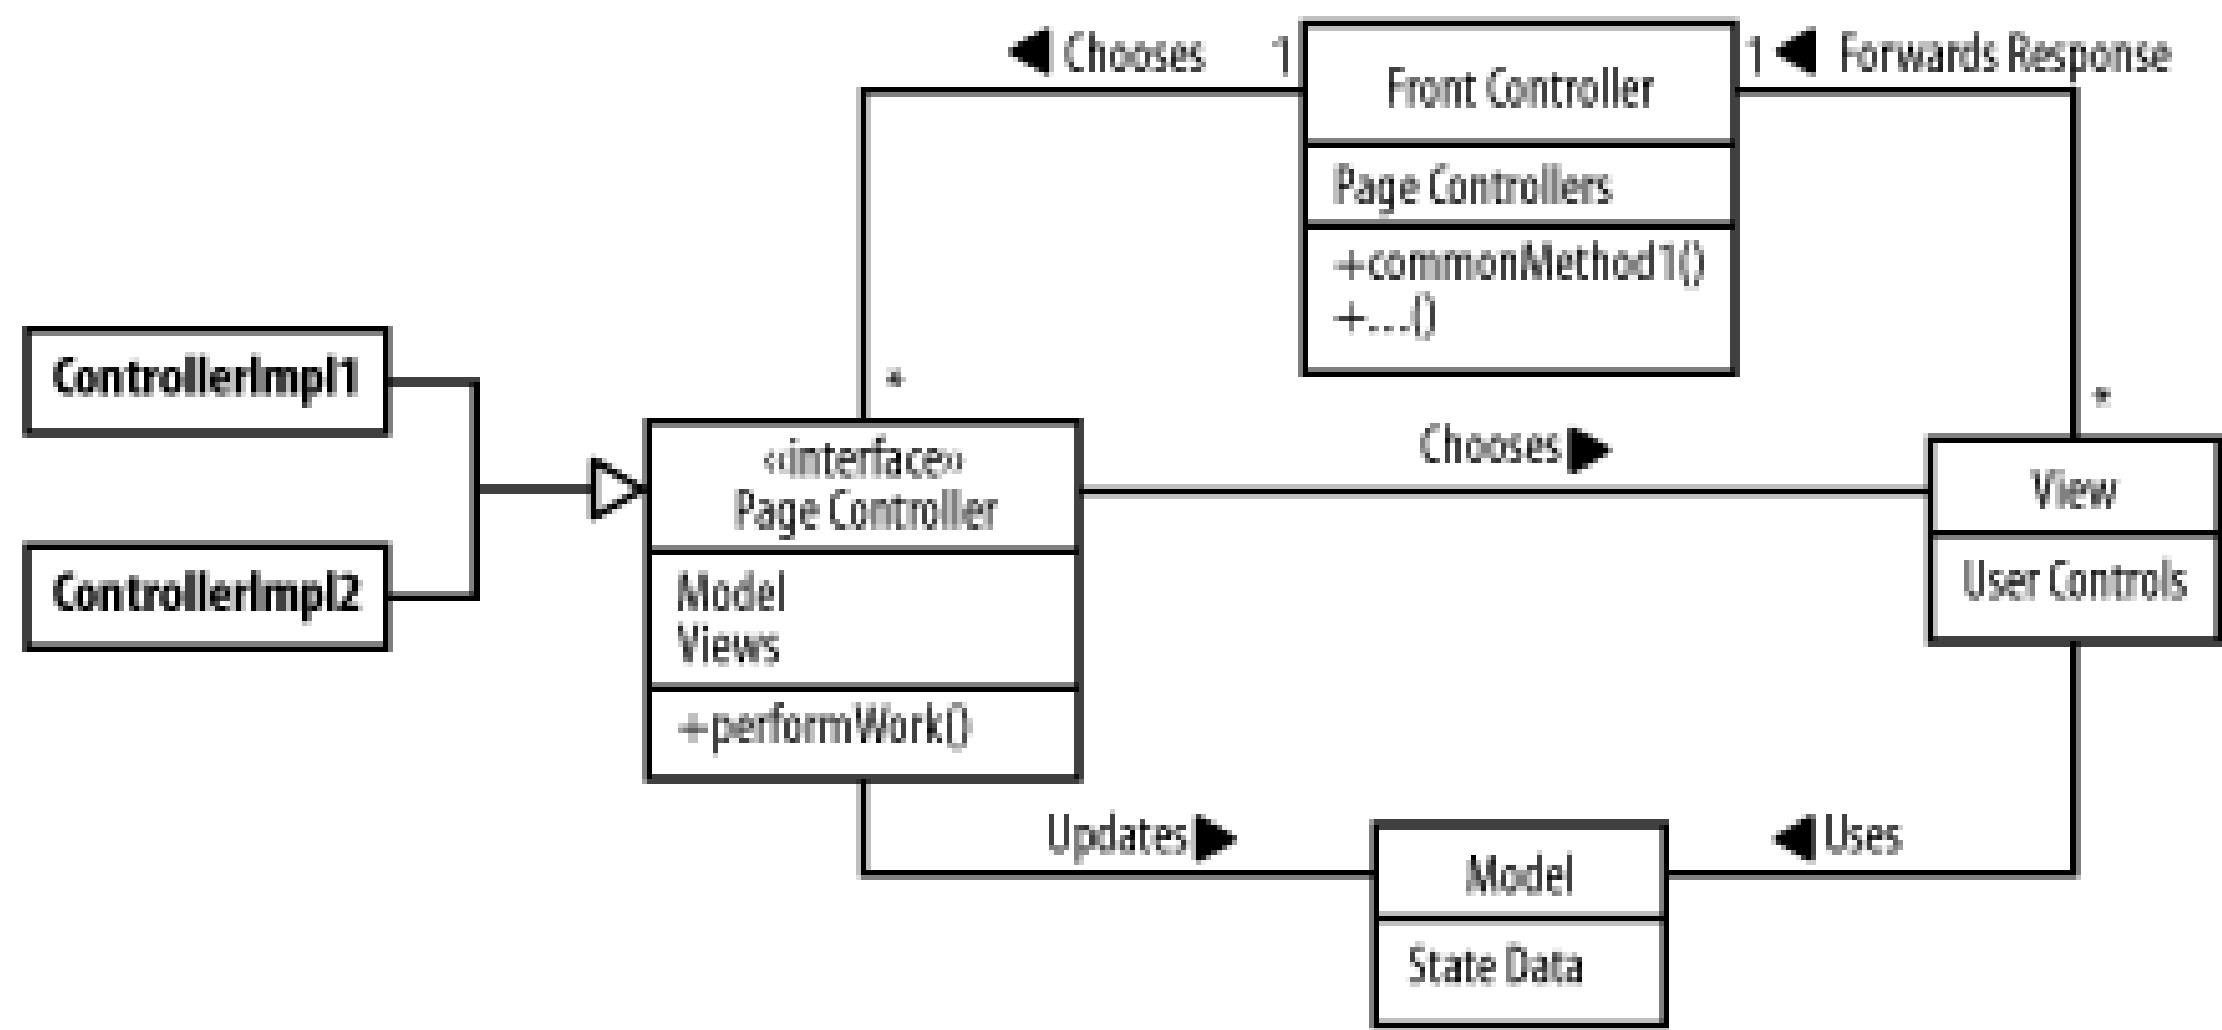 ◀ Chooses
1
Front Controller
Page Controllers
+commonMethod1()
+...()
1
◀ Forwards Response
*
*
ControllerImpl1
ControllerImpl2
«interface»
Page Controller
Model
Views
+performWork()
Chooses ▶
View
User Controls
Updates ▶
Model
State Data
◀ Uses